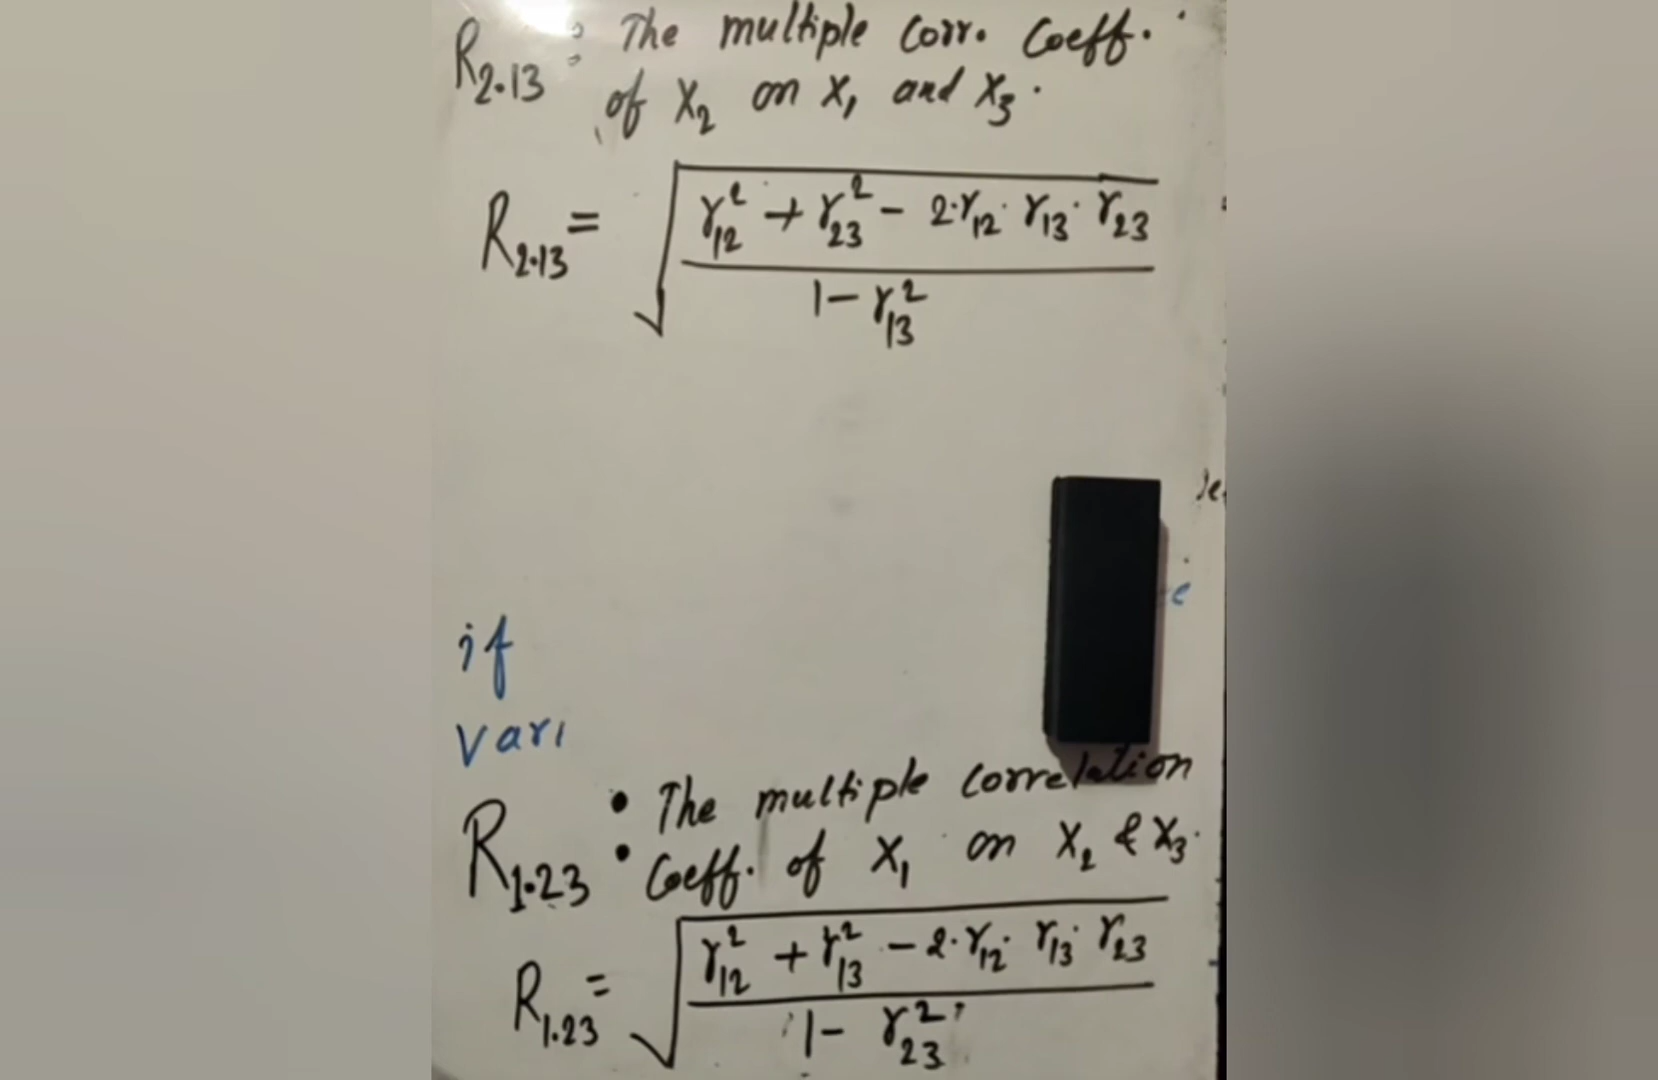 R₂.₁₃ : The multiple Corr. Coeff.
of X₂ on X₁ and X₃.
R₂.₁₃ = √((r₁₂² + r₂₃² - 2·r₁₂· r₁₃· r₂₃) / (1 - r₁₃²))
if
vari
R₁.₂₃ : The multiple correlation
Coeff. of X₁ on X₂ & X₃.
R₁.₂₃ = √((r₁₂² + r₁₃² - 2·r₁₂· r₁₃· r₂₃) / (1 - r₂₃²))